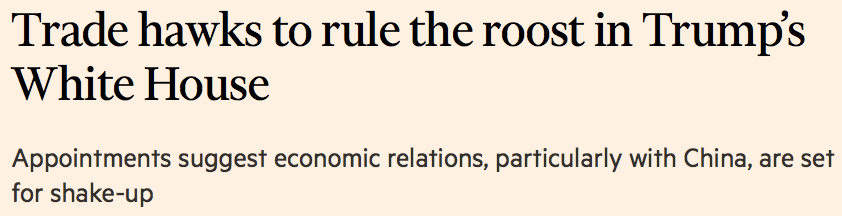 Trade hawks to rule the roost in Trump’s
White House
Appointments suggest economic relations, particularly with China, are set
for shake-up